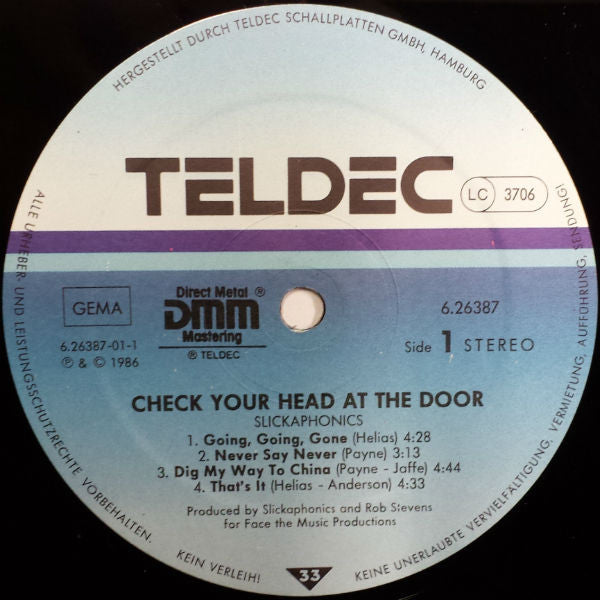 HERGESTELLT DURCH TELDEC SCHALLPLATTEN GMBH, HAMBURG
TELDEC
LC 3706
GEMA
Direct Metal ®
DMM
Mastering
® TELDEC
6.26387
6.26387-01-1
Ⓟ & © 1986
Side 1 STEREO
CHECK YOUR HEAD AT THE DOOR
SLICKAPHONICS
1. Going, Going, Gone (Helias) 4:28
2. Never Say Never (Payne) 3:13
3. Dig My Way To China (Payne - Jaffe) 4:44
4. That's It (Helias - Anderson) 4:33
Produced by Slickaphonics and Rob Stevens
for Face the Music Productions
ALLE URHEBER- UND LEISTUNGSSCHUTZRECHTE VORBEHALTEN.
KEIN VERLEIH!
33
KEINE UNERLAUBTE VERVIELFÄLTIGUNG, VERMIETUNG, AUFFÜHRUNG, SENDUNG!